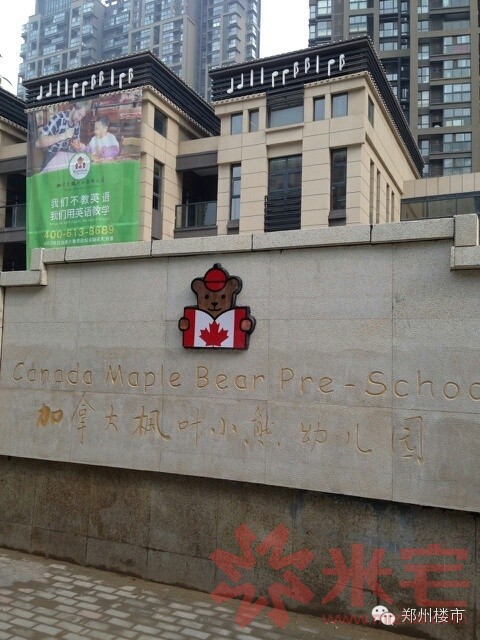 我们不教英语
我们用英语教学
400-613-8689
Canada Maple Bear Pre-Schoo
加拿大枫叶小熊幼儿园
米宅
郑州楼市